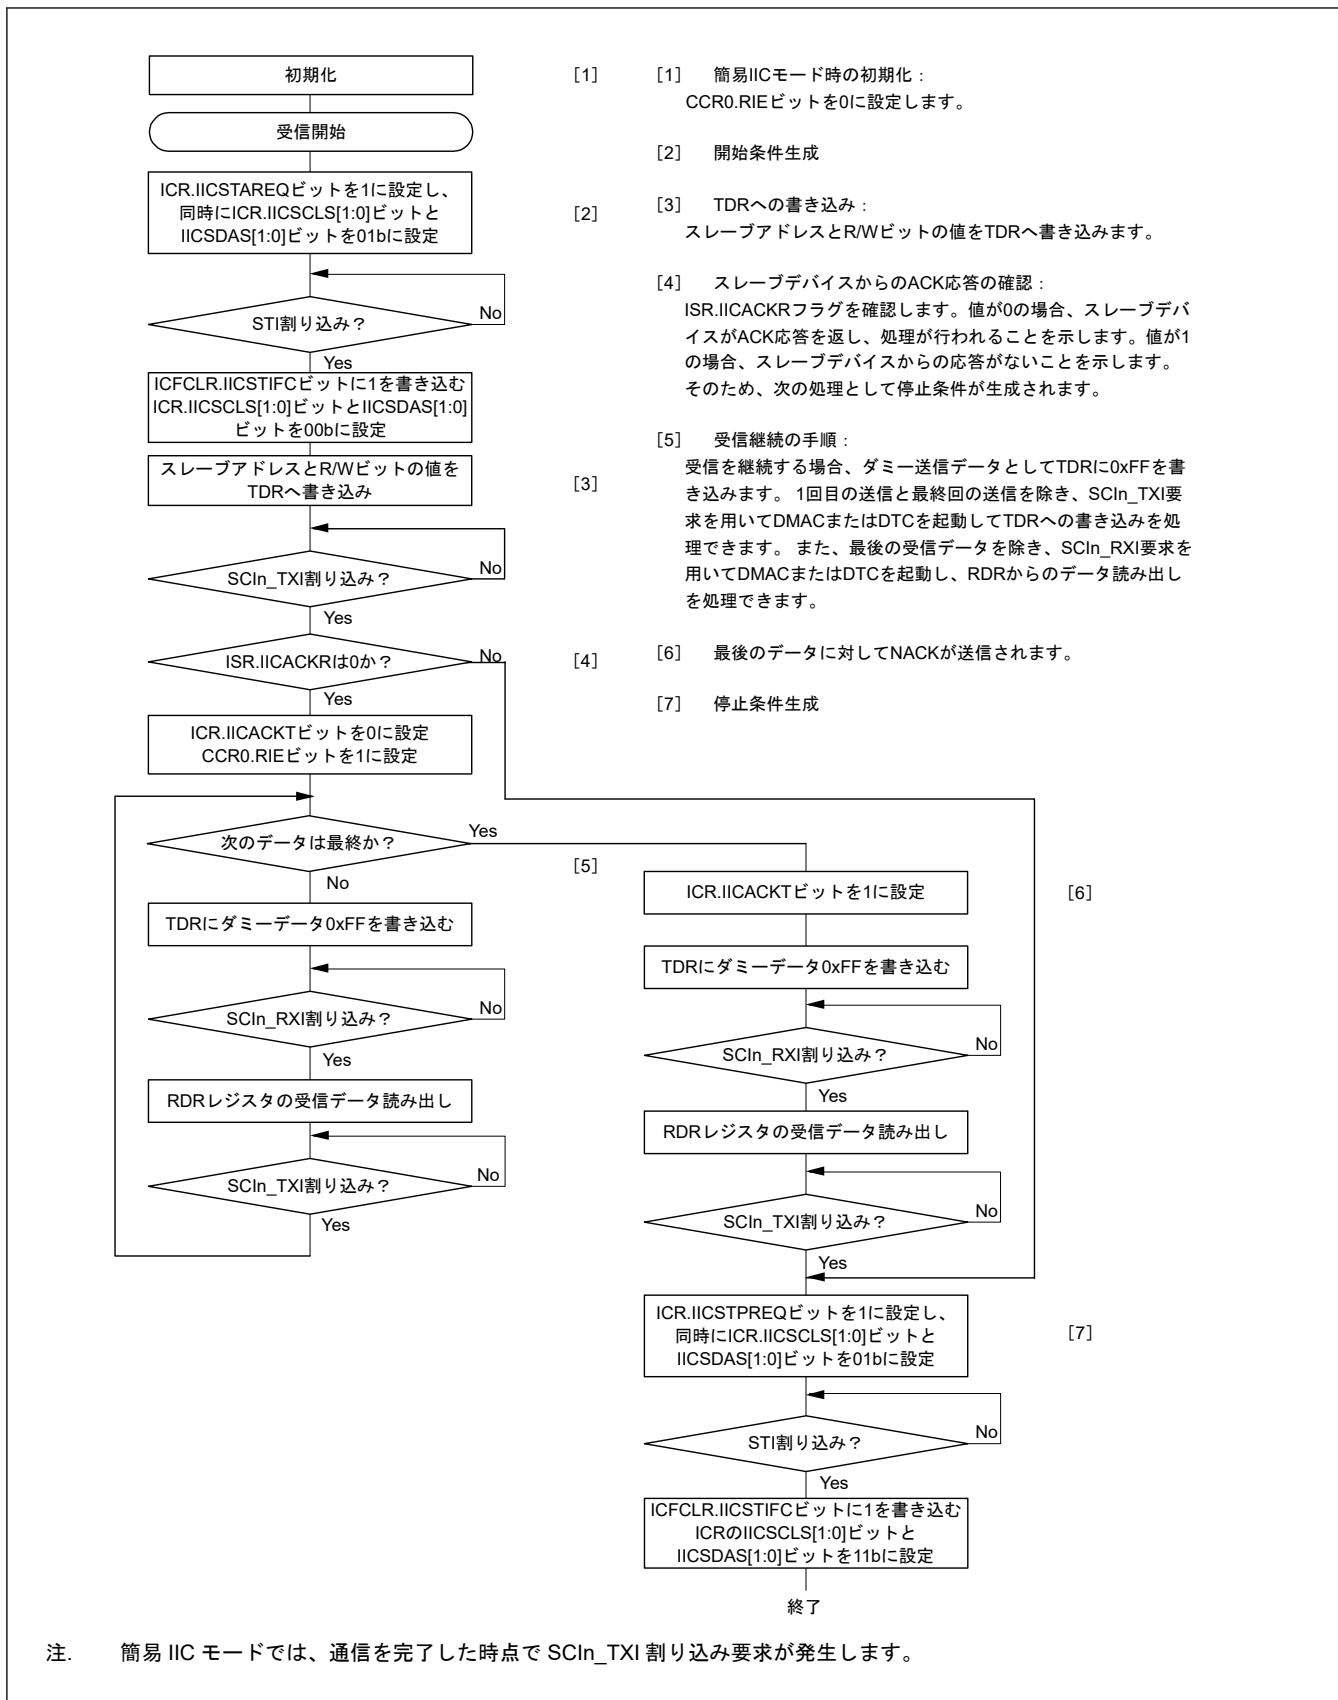 初期化
[1]
受信開始
ICR.IICSTAREQビットを1に設定し、
同時にICR.IICSCLS[1:0]ビットと
IICSDAS[1:0]ビットを01bに設定
[2]
STI割り込み？
No
Yes
ICFCLR.IICSTIFCビットに1を書き込む
ICR.IICSCLS[1:0]ビットとIICSDAS[1:0]
ビットを00bに設定
スレーブアドレスとR/Wビットの値を
TDRへ書き込み
[3]
SCIn_TXI割り込み？
No
Yes
ISR.IICACKRは0か？
No
[4]
Yes
ICR.IICACKTビットを0に設定
CCR0.RIEビットを1に設定
次のデータは最終か？
Yes
[5]
No
TDRにダミーデータ0xFFを書き込む
SCIn_RXI割り込み？
No
Yes
RDRレジスタの受信データ読み出し
SCIn_TXI割り込み？
No
Yes
ICR.IICACKTビットを1に設定
[6]
TDRにダミーデータ0xFFを書き込む
SCIn_RXI割り込み？
No
Yes
RDRレジスタの受信データ読み出し
SCIn_TXI割り込み？
No
Yes
ICR.IICSTPREQビットを1に設定し、
同時にICR.IICSCLS[1:0]ビットと
IICSDAS[1:0]ビットを01bに設定
[7]
STI割り込み？
No
Yes
ICFCLR.IICSTIFCビットに1を書き込む
ICRのIICSCLS[1:0]ビットと
IICSDAS[1:0]ビットを11bに設定
終了
[1] 簡易IICモード時の初期化：
CCR0.RIEビットを0に設定します。
[2] 開始条件生成
[3] TDRへの書き込み：
スレーブアドレスとR/Wビットの値をTDRへ書き込みます。
[4] スレーブデバイスからのACK応答の確認：
ISR.IICACKRフラグを確認します。値が0の場合、スレーブデバ
イスがACK応答を返し、処理が行われることを示します。値が1
の場合、スレーブデバイスからの応答がないことを示します。
そのため、次の処理として停止条件が生成されます。
[5] 受信継続の手順：
受信を継続する場合、ダミー送信データとしてTDRに0xFFを書
き込みます。 1回目の送信と最終回の送信を除き、SCIn_TXI要
求を用いてDMACまたはDTCを起動してTDRへの書き込みを処
理できます。 また、最後の受信データを除き、SCIn_RXI要求を
用いてDMACまたはDTCを起動し、RDRからのデータ読み出し
を処理できます。
[6] 最後のデータに対してNACKが送信されます。
[7] 停止条件生成
注. 簡易 IIC モードでは、通信を完了した時点で SCIn_TXI 割り込み要求が発生します。